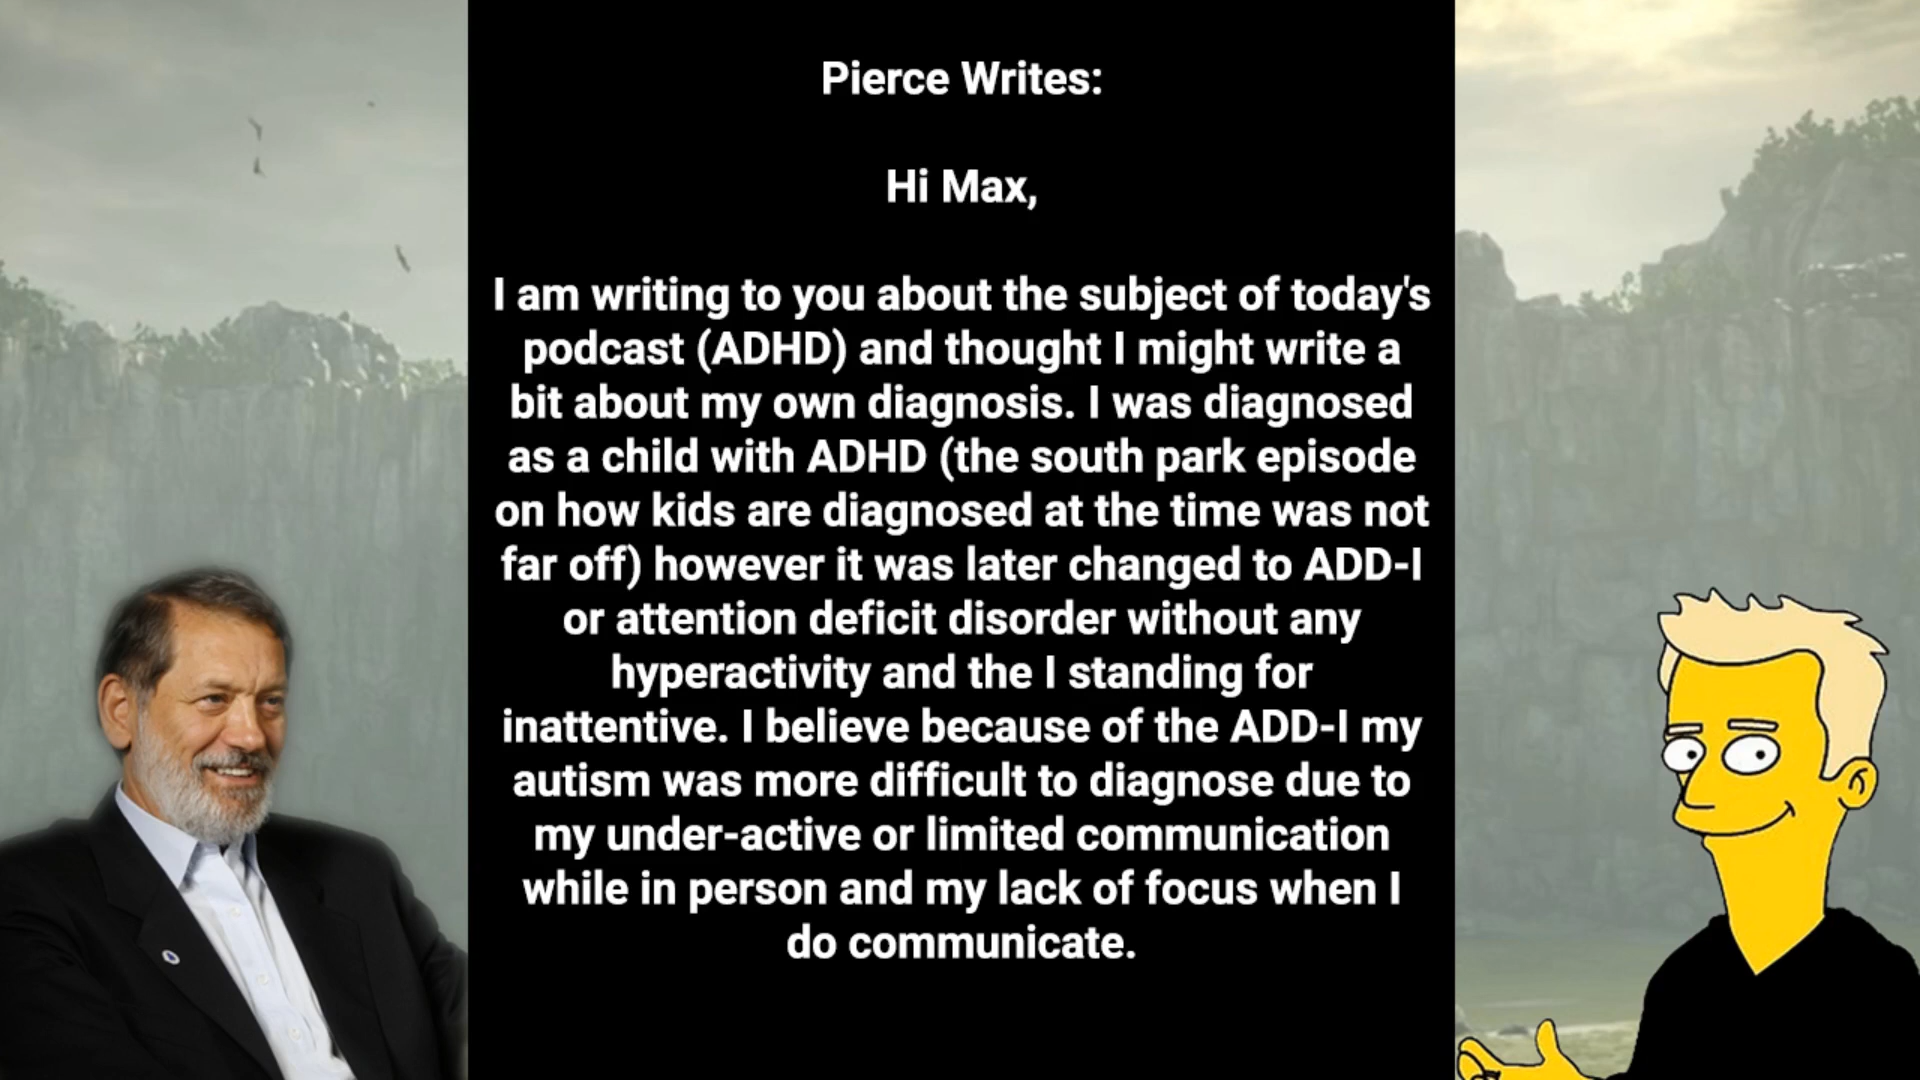 Pierce Writes:
Hi Max,
I am writing to you about the subject of today's
podcast (ADHD) and thought I might write a
bit about my own diagnosis. I was diagnosed
as a child with ADHD (the south park episode
on how kids are diagnosed at the time was not
far off) however it was later changed to ADD-I
or attention deficit disorder without any
hyperactivity and the I standing for
inattentive. I believe because of the ADD-I my
autism was more difficult to diagnose due to
my under-active or limited communication
while in person and my lack of focus when I
do communicate.